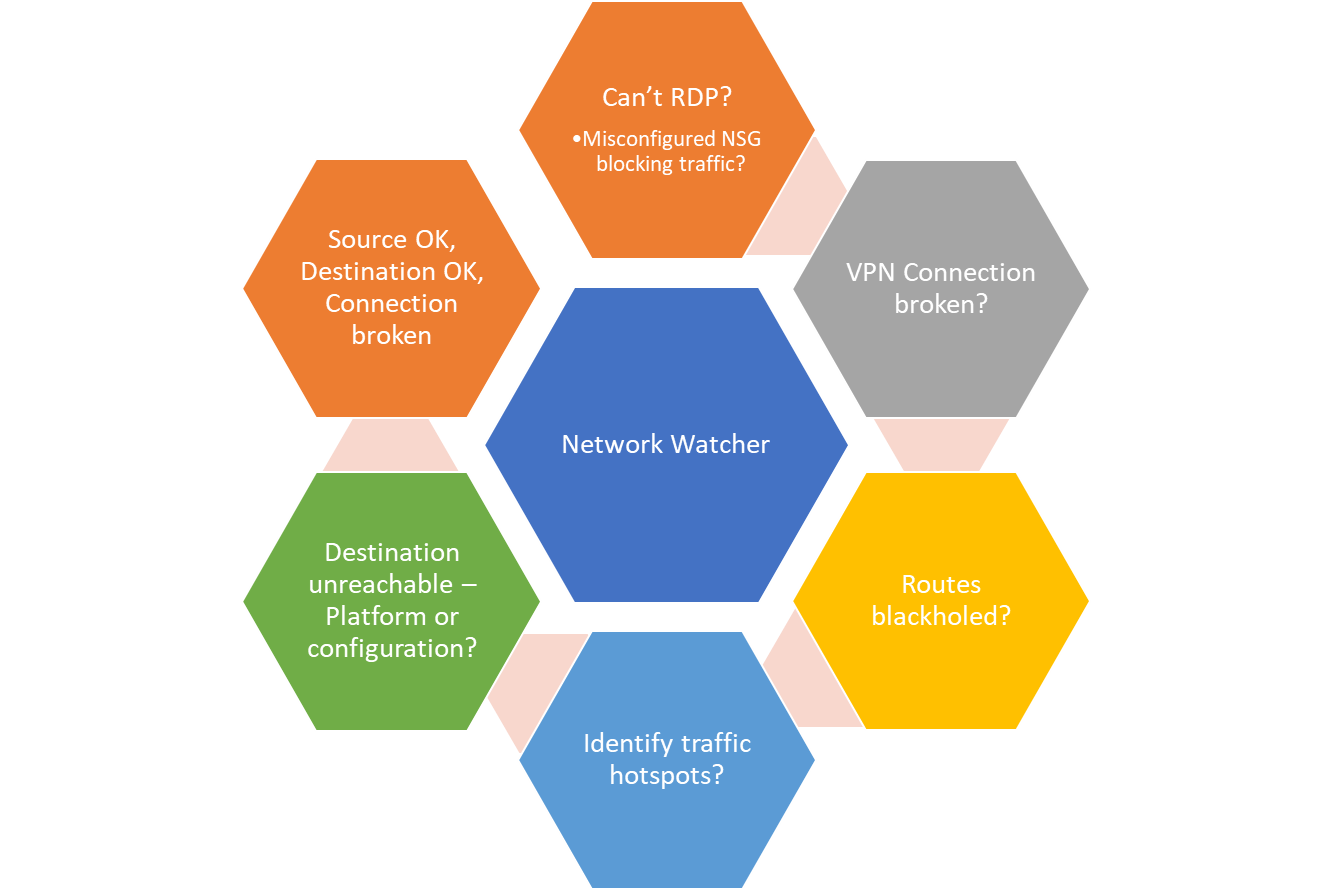 Can’t RDP?
•Misconfigured NSG
blocking traffic?
Source OK,
Destination OK,
Connection
broken
VPN Connection
broken?
Network Watcher
Destination
unreachable –
Platform or
configuration?
Routes
blackholed?
Identify traffic
hotspots?